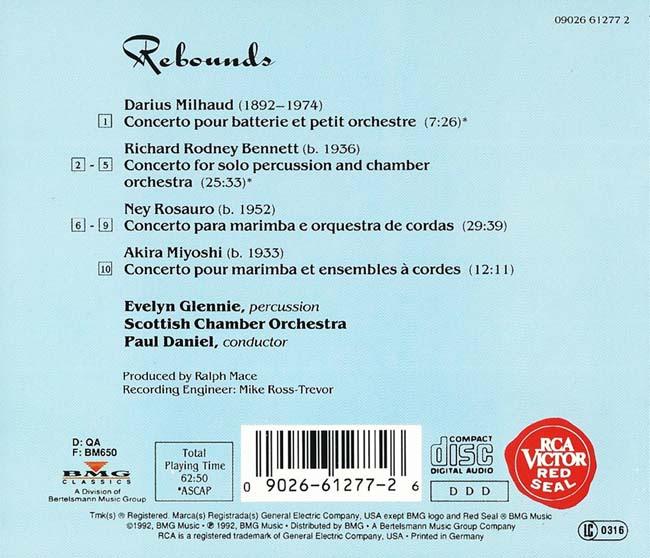 09026 61277 2
Rebounds
Darius Milhaud (1892–1974)
1 Concerto pour batterie et petit orchestre (7:26)*
Richard Rodney Bennett (b. 1936)
2 - 5 Concerto for solo percussion and chamber
orchestra (25:33)*
Ney Rosauro (b. 1952)
6 - 9 Concerto para marimba e orquestra de cordas (29:39)
Akira Miyoshi (b. 1933)
10 Concerto pour marimba et ensembles à cordes (12:11)
Evelyn Glennie, percussion
Scottish Chamber Orchestra
Paul Daniel, conductor
Produced by Ralph Mace
Recording Engineer: Mike Ross-Trevor
D: QA
F: BM650
BMG
CLASSICS
A Division of
Bertelsmann Music Group
Total
Playing Time
62:50
*ASCAP
0 9026-61277-2 6
COMPACT
disc
DIGITAL AUDIO
D D D
RCA
VICTOR
RED
SEAL
Tmk(s) ® Registered. Marca(s) Registrada(s) General Electric Company, USA exept BMG logo and Red Seal ® BMG Music
©1992, BMG Music • ℗ 1992, BMG Music • Distributed by BMG • A Bertelsmann Music Group Company
RCA is a registered trademark of General Electric Company, USA • Printed in Germany
LC 0316